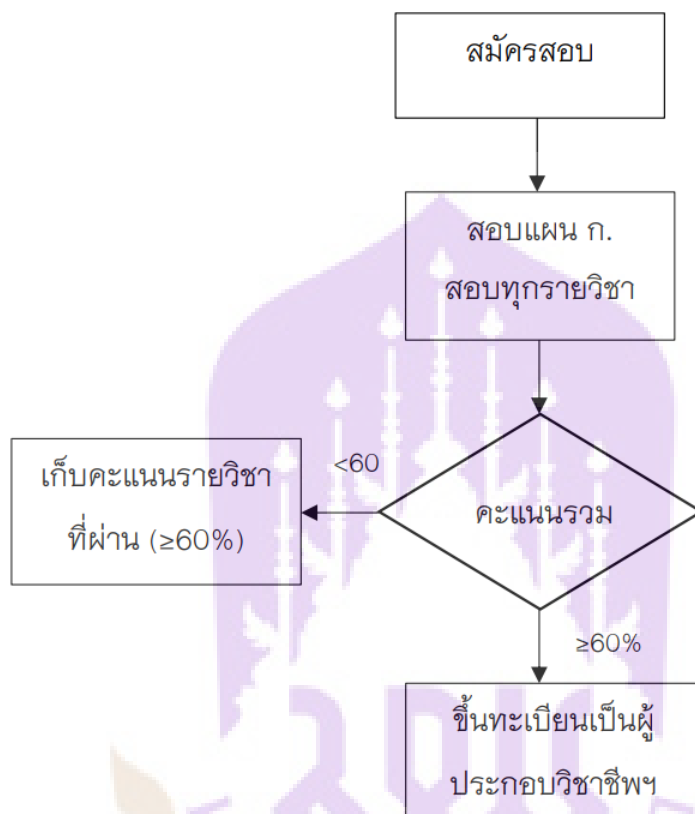 สมัครสอบ
สอบแผน ก.
สอบทุกรายวิชา
<60
เก็บคะแนนรายวิชา
ที่ผ่าน (≥60%)
คะแนนรวม
≥60%
ขึ้นทะเบียนเป็นผู้
ประกอบวิชาชีพฯ